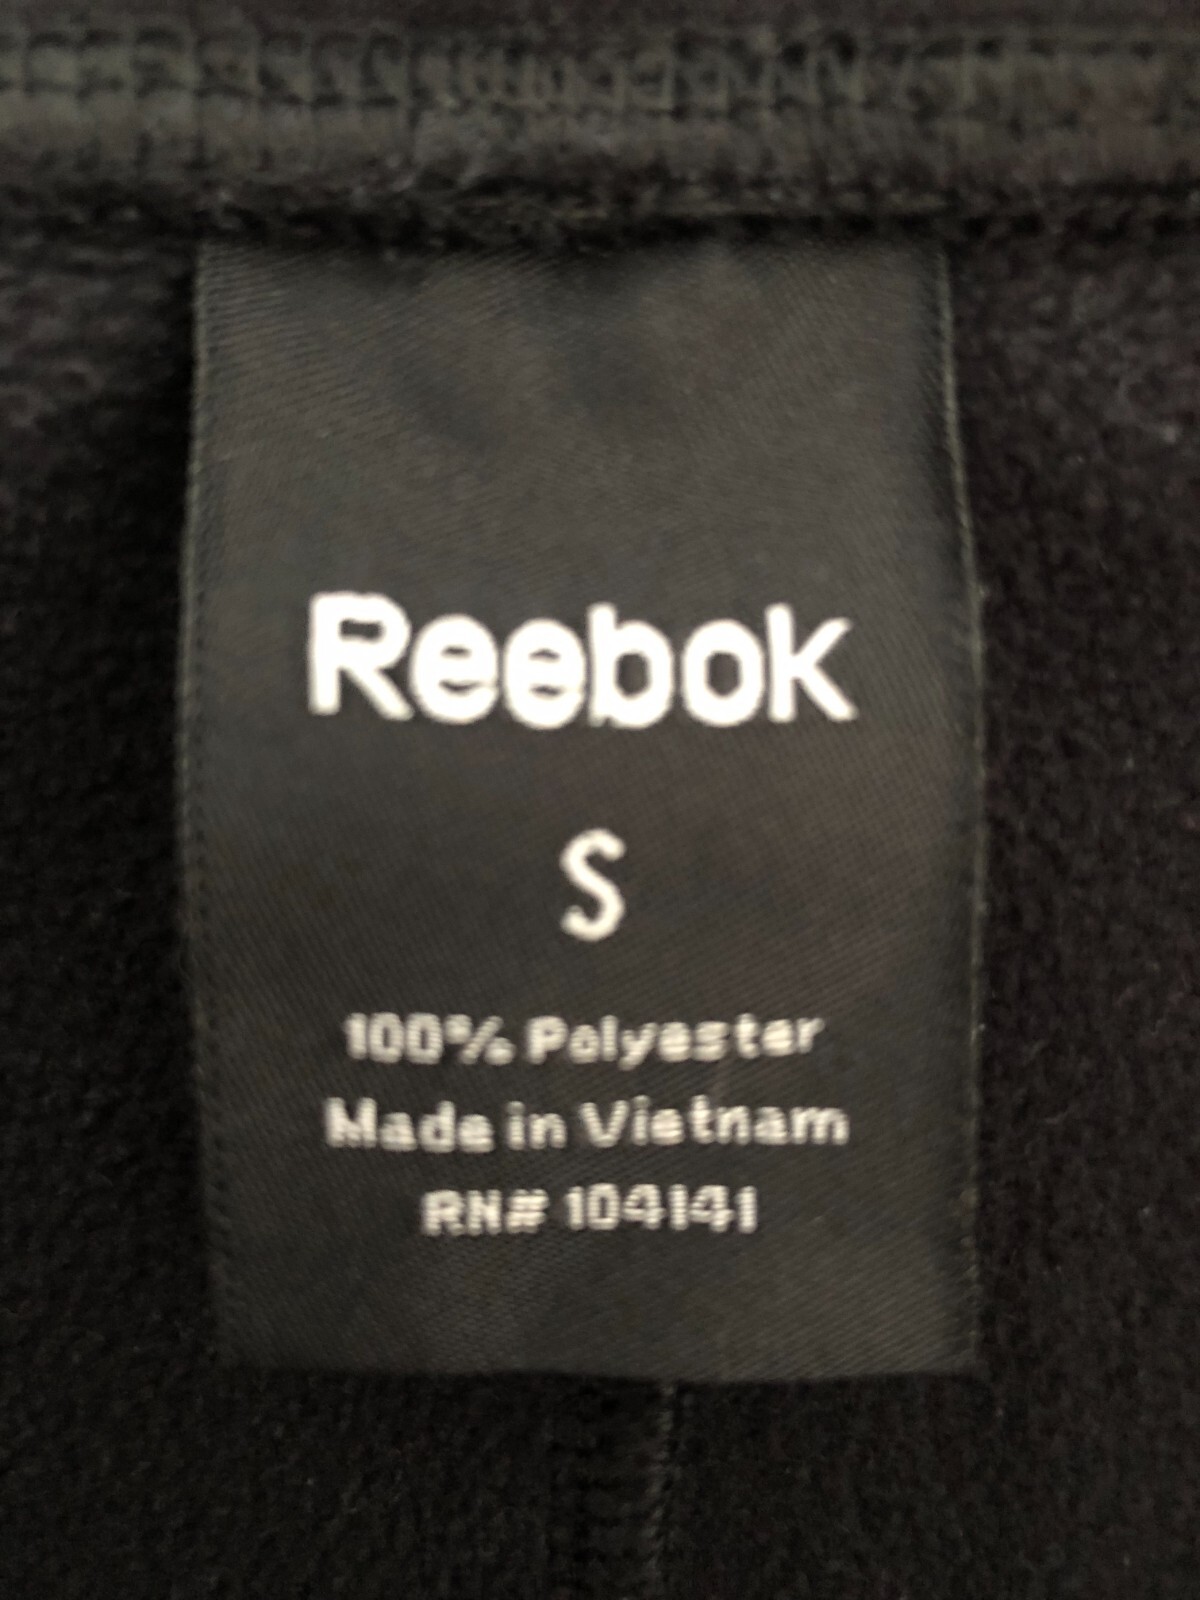 Reebok
S
100% Polyester
Made in Vietnam
RN# 104141